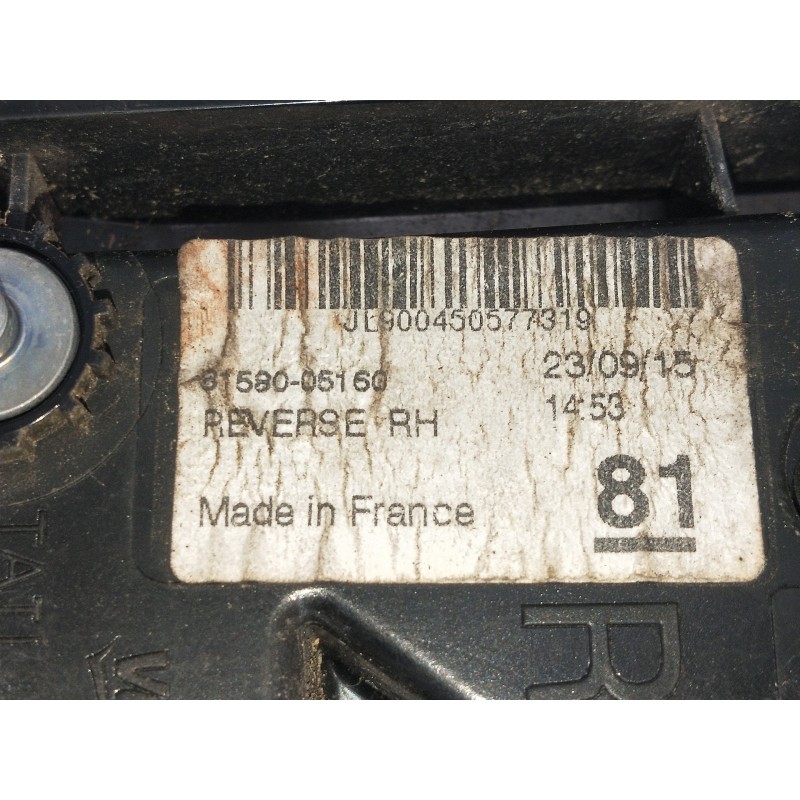 JL900450577319
81590-05160
23/09/15
REVERSE RH
14:53
Made in France
81
R